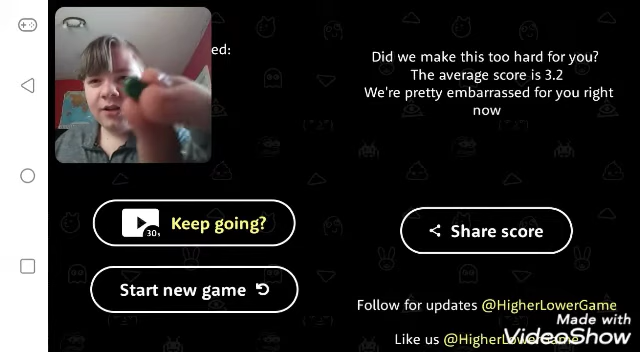 ed:
Did we make this too hard for you?
The average score is 3.2
We're pretty embarrassed for you right
now
Keep going?
30s
Share score
Start new game
Follow for updates @HigherLowerGame
Like us @HigherLowerGame
Made with
VideoShow